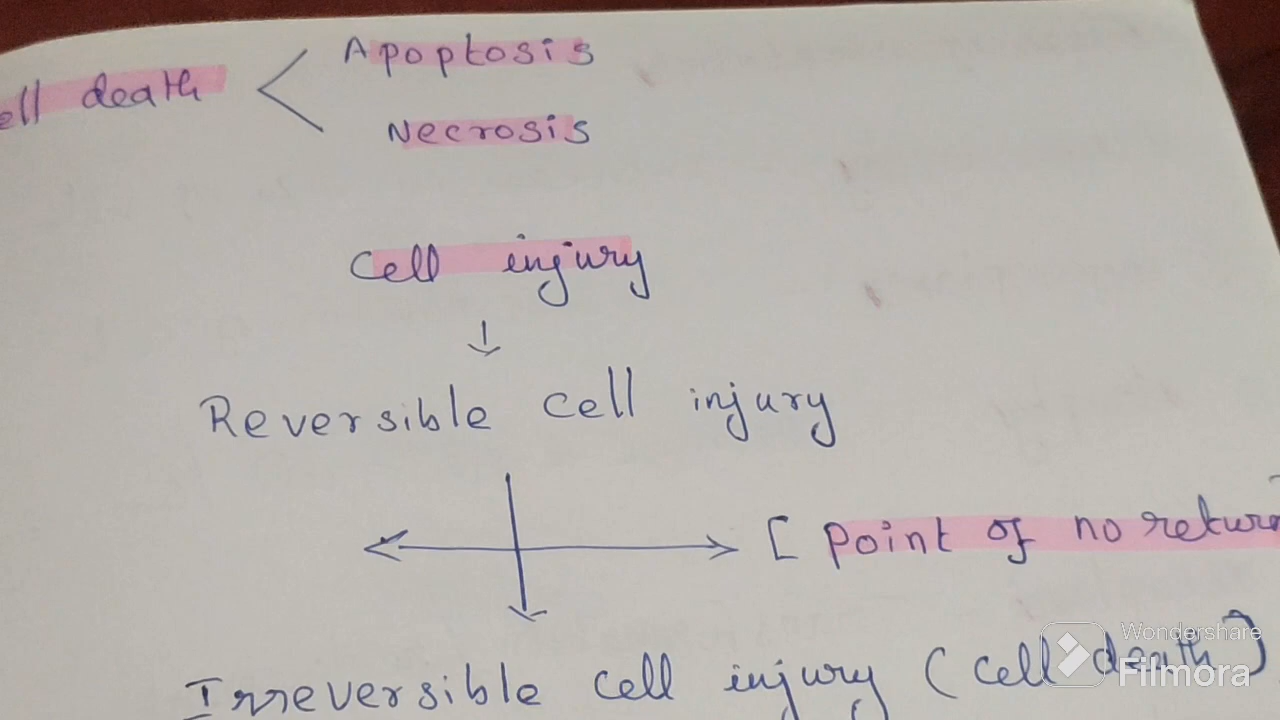 ell death
Apoptosis
Necrosis
Cell injury
Reversible cell injury
[ Point of no return
Irreversible cell injury (cell death)
Wondershare
Filmora